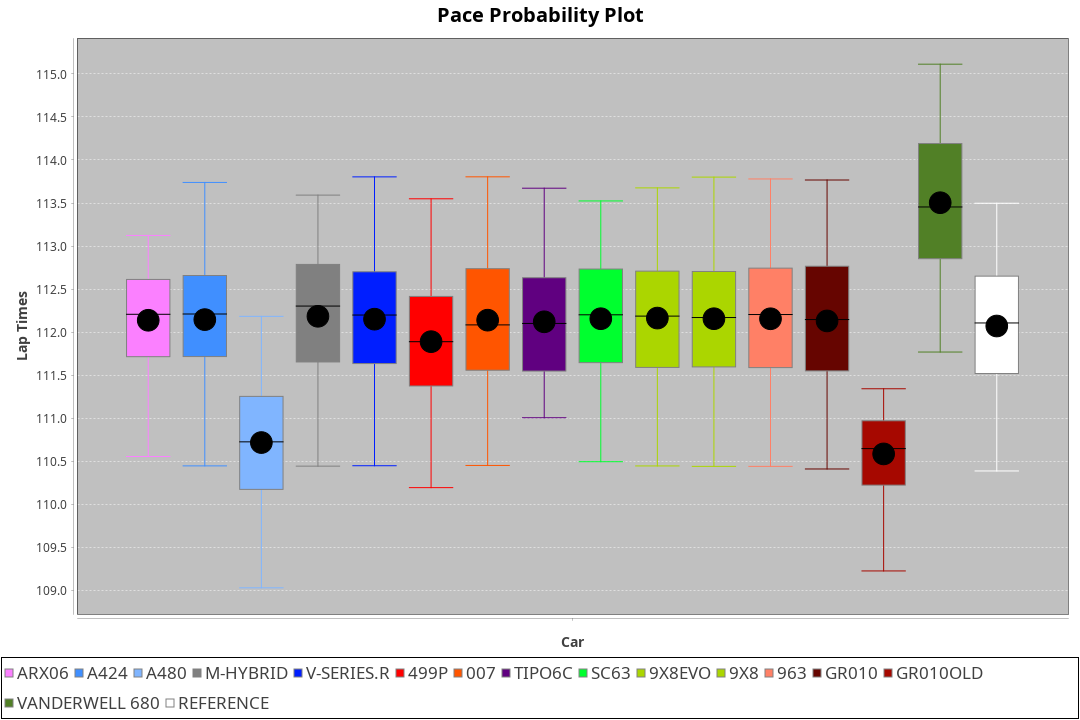 Pace Probability Plot
115.0
114.5
114.0
113.5
113.0
112.5
112.0
111.5
111.0
110.5
110.0
109.5
109.0
Lap Times
Car
ARX06 A424 A480 M-HYBRID V-SERIES.R 499P 007 TIPO6C SC63 9X8EVO 9X8 963 GR010 GR010OLD
VANDERWELL 680 REFERENCE